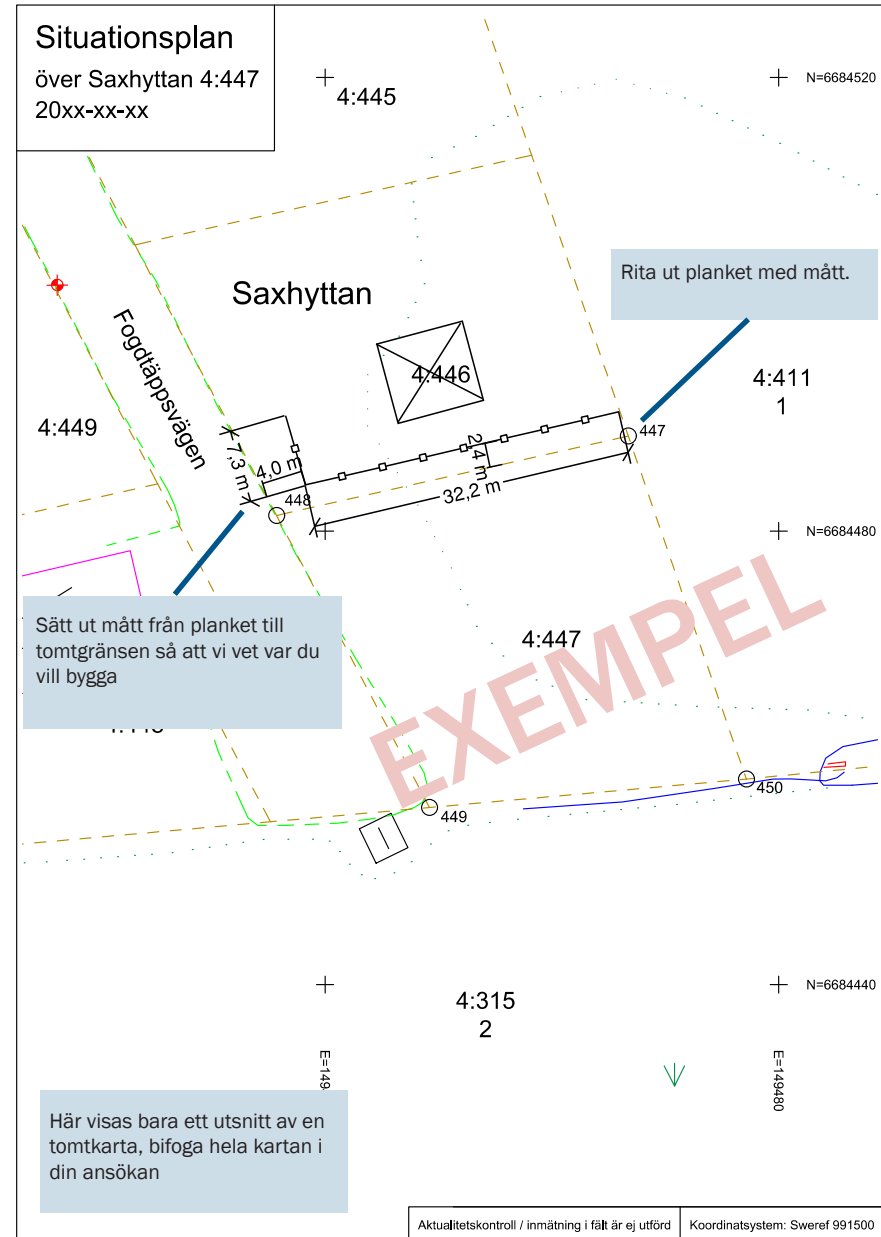 Situationsplan
över Saxhyttan 4:447
20xx-xx-xx
4:445
N=6684520
Rita ut planket med mått.
Saxhyttan
Fogdtäppsvägen
4:446
4:411
1
4:449
447
7,3 m
4,0 m
2,4 m
32,2 m
448
N=6684480
Sätt ut mått från planket till
tomtgränsen så att vi vet var du
vill bygga
4:447
EXEMPEL
450
449
N=6684440
4:315
2
E=149480
Här visas bara ett utsnitt av en
tomtkarta, bifoga hela kartan i
din ansökan
Aktualitetskontroll / inmätning i fält är ej utförd
Koordinatsystem: Sweref 991500